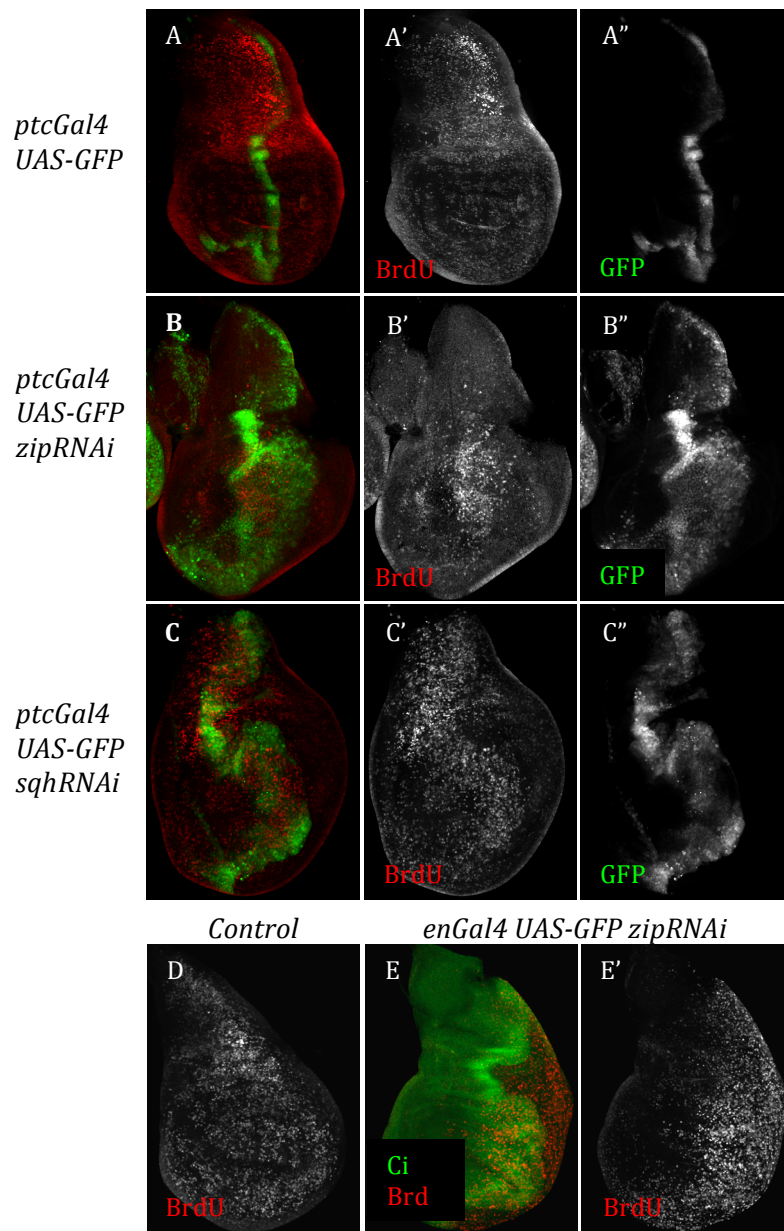 A
A’
A”
ptcGal4
UAS-GFP
BrdU
GFP
B
B’
B”
ptcGal4
UAS-GFP
zipRNAi
BrdU
GFP
C
C’
C”
ptcGal4
UAS-GFP
sqhRNAi
BrdU
GFP
Control
enGal4 UAS-GFP zipRNAi
D
E
E’
BrdU
Ci
Brd
BrdU